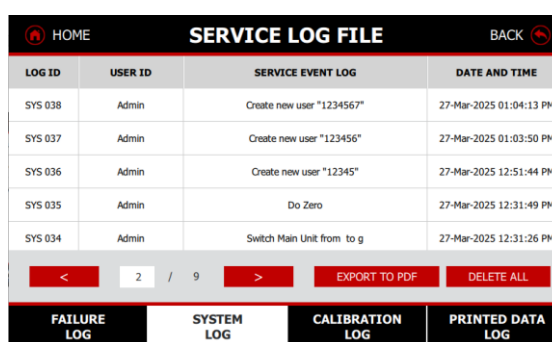 HOME SERVICE LOG FILE BACK
LOG ID USER ID SERVICE EVENT LOG DATE AND TIME
SYS 038 Admin Create new user "1234567" 27-Mar-2025 01:04:13 PM
SYS 037 Admin Create new user "123456" 27-Mar-2025 01:03:50 PM
SYS 036 Admin Create new user "12345" 27-Mar-2025 12:51:44 PM
SYS 035 Admin Do Zero 27-Mar-2025 12:31:49 PM
SYS 034 Admin Switch Main Unit from to g 27-Mar-2025 12:31:26 PM
< 2 / 9 > EXPORT TO PDF DELETE ALL
FAILURE SYSTEM CALIBRATION PRINTED DATA
LOG LOG LOG LOG